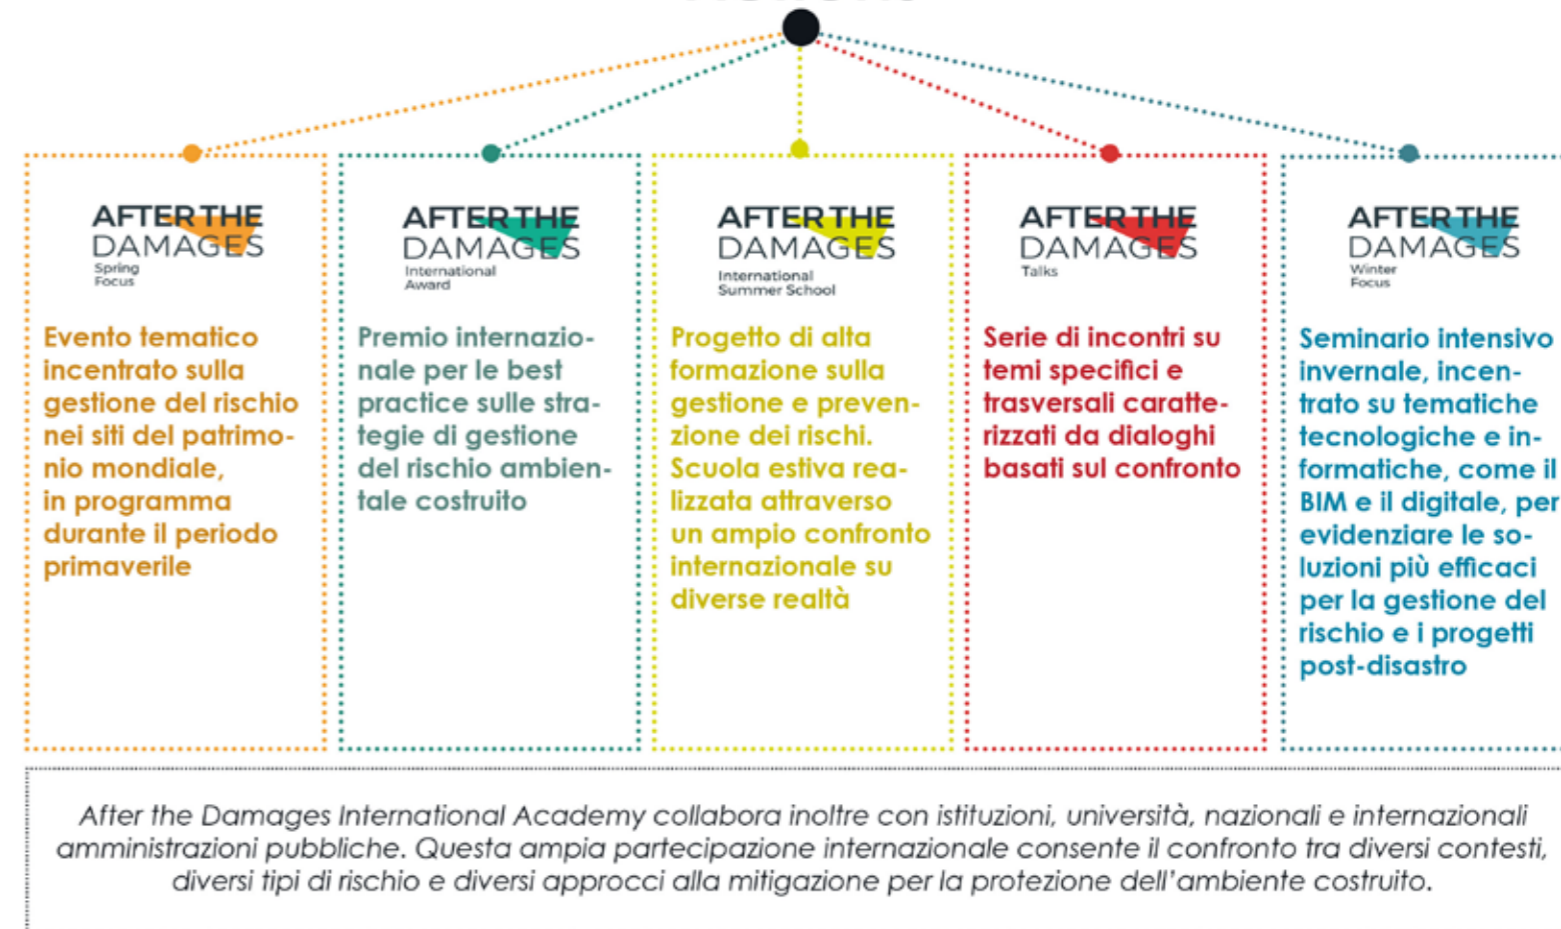 AFTER THE
DAMAGES
Spring
Focus
Evento tematico
incentrato sulla
gestione del rischio
nei siti del patrimo-
nio mondiale,
in programma
durante il periodo
primaverile
AFTER THE
DAMAGES
International
Award
Premio internazio-
nale per le best
practice sulle stra-
tegie di gestione
del rischio ambien-
tale costruito
AFTER THE
DAMAGES
International
Summer School
Progetto di alta
formazione sulla
gestione e preven-
zione dei rischi.
Scuola estiva rea-
lizzata attraverso
un ampio confronto
internazionale su
diverse realtà
AFTER THE
DAMAGES
Talks
Serie di incontri su
temi specifici e
trasversali caratte-
rizzati da dialoghi
basati sul confronto
AFTER THE
DAMAGES
Winter
Focus
Seminario intensivo
invernale, incen-
trato su tematiche
tecnologiche e in-
formatiche, come il
BIM e il digitale, per
evidenziare le so-
luzioni più efficaci
per la gestione del
rischio e i progetti
post-disastro
After the Damages International Academy collabora inoltre con istituzioni, università, nazionali e internazionali
amministrazioni pubbliche. Questa ampia partecipazione internazionale consente il confronto tra diversi contesti,
diversi tipi di rischio e diversi approcci alla mitigazione per la protezione dell'ambiente costruito.